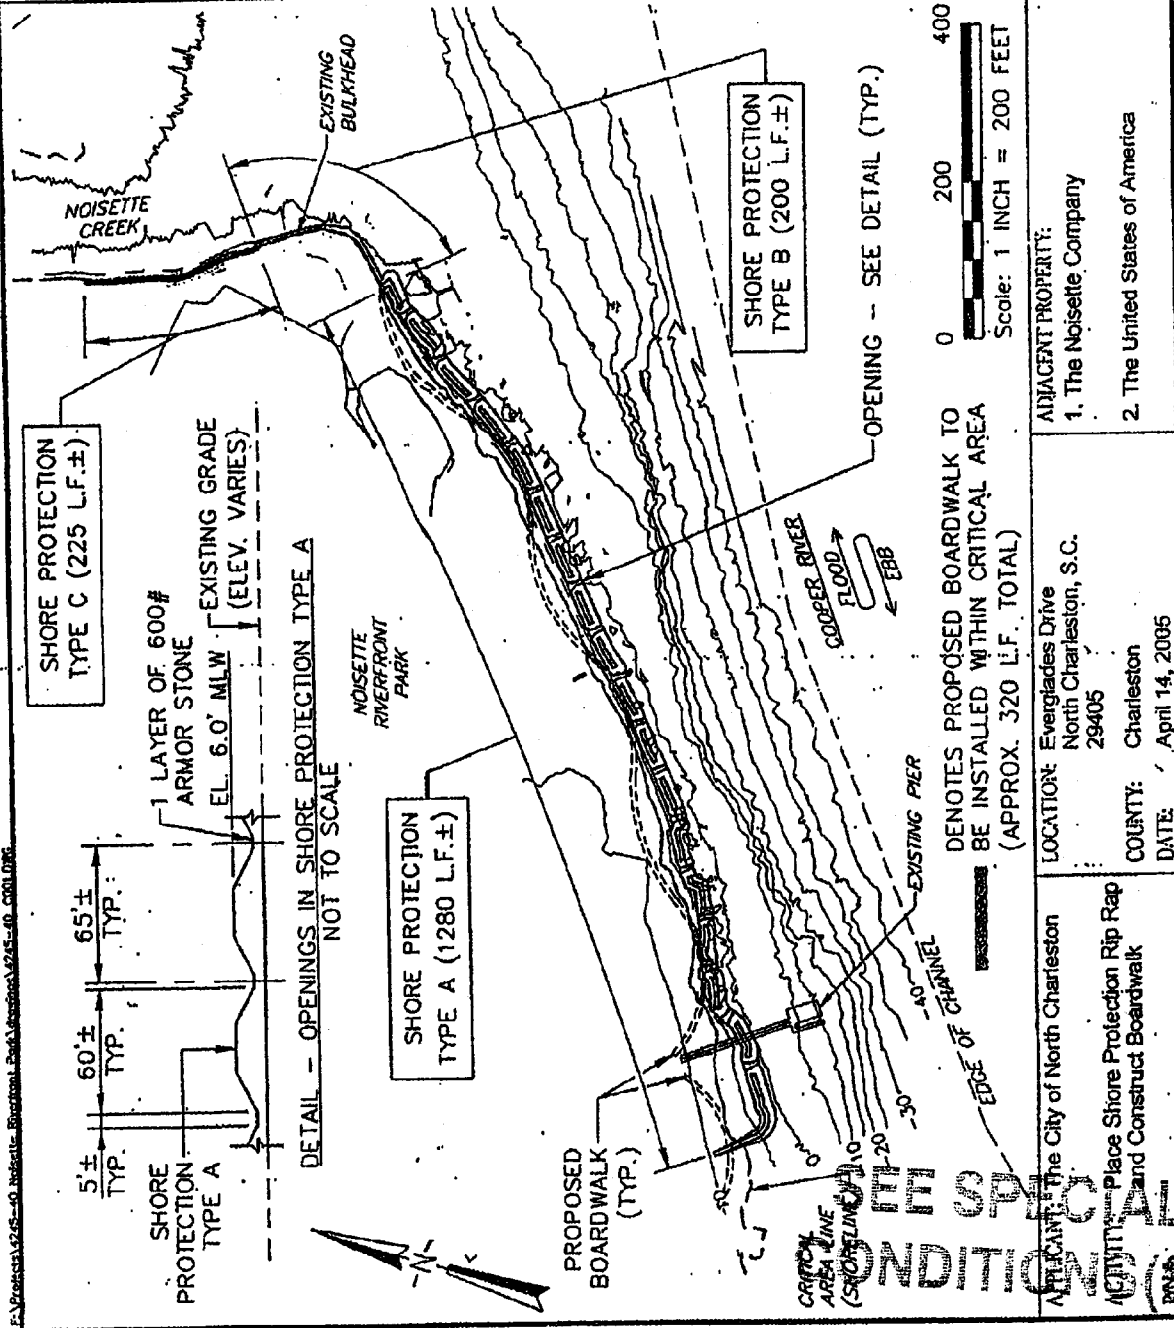 SHORE PROTECTION
TYPE C (225 L.F.±)
NOISETTE
CREEK
EXISTING
BULKHEAD
5'±
TYP.
60'±
TYP.
65'±
TYP.
1 LAYER OF 600#
ARMOR STONE
EL. 6.0' MLW
EXISTING GRADE
(ELEV. VARIES)
SHORE
PROTECTION
TYPE A
DETAIL - OPENINGS IN SHORE PROTECTION TYPE A
NOT TO SCALE
NOISETTE
RIVERFRONT
PARK
SHORE PROTECTION
TYPE A (1280 L.F.±)
SHORE PROTECTION
TYPE B (200 L.F.±)
OPENING - SEE DETAIL (TYP.)
-N-
PROPOSED
BOARDWALK
(TYP.)
CRITICAL
AREA LINE
(SHORELINE)
0
-10
-20
-30
-40
EDGE OF CHANNEL
EXISTING PIER
COOPER RIVER
FLOOD
EBB
DENOTES PROPOSED BOARDWALK TO
BE INSTALLED WITHIN CRITICAL AREA
(APPROX. 320 L.F. TOTAL)
0 200 400
Scale: 1 INCH = 200 FEET
SEE SPECIAL
CONDITIONS
APPLICANT: The City of North Charleston
ACTIVITY: Place Shore Protection Rip Rap
and Construct Boardwalk
LOCATION: Everglades Drive
North Charleston, S.C.
29405
COUNTY: Charleston
DATE: April 14, 2005
ADJACENT PROPERTY:
1. The Noisette Company
2. The United States of America